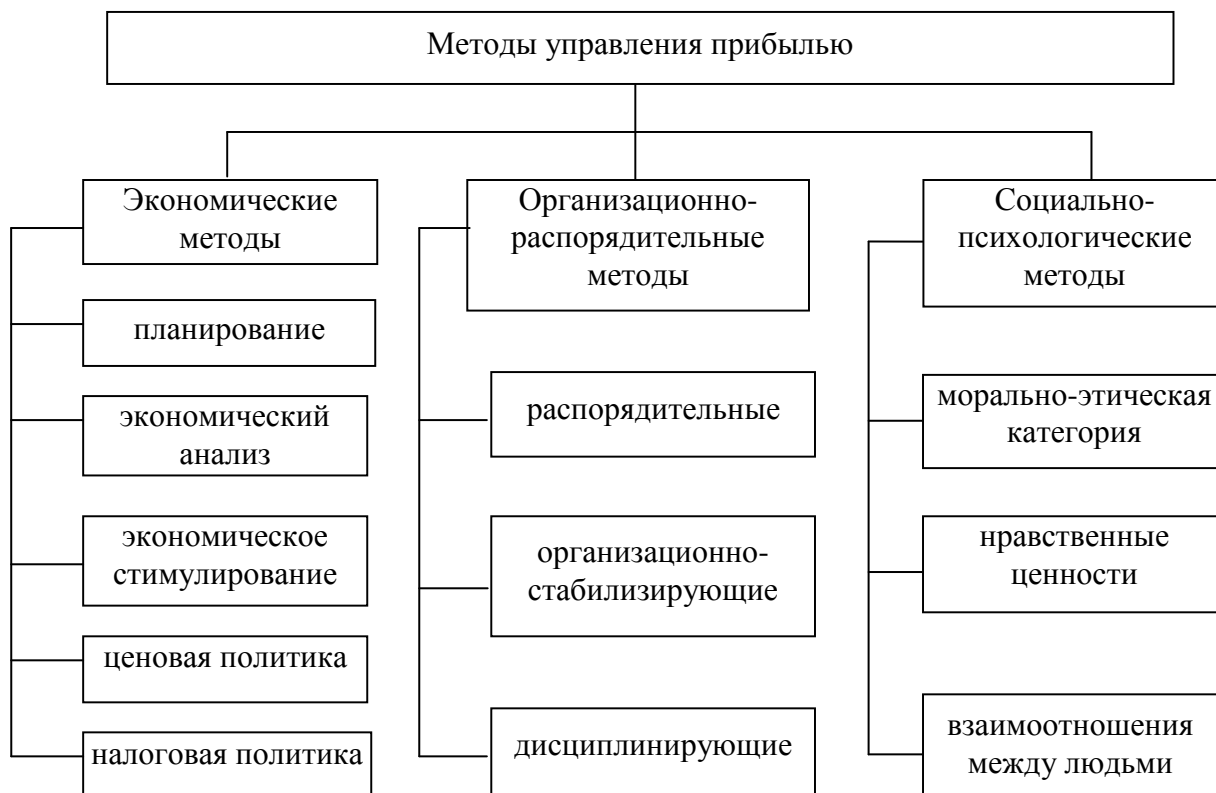 Методы управления прибылью
Экономические
методы
планирование
экономический
анализ
экономическое
стимулирование
ценовая политика
налоговая политика
Организационно-
распорядительные
методы
распорядительные
организационно-
стабилизирующие
дисциплинирующие
Социально-
психологические
методы
морально-этическая
категория
нравственные
ценности
взаимоотношения
между людьми